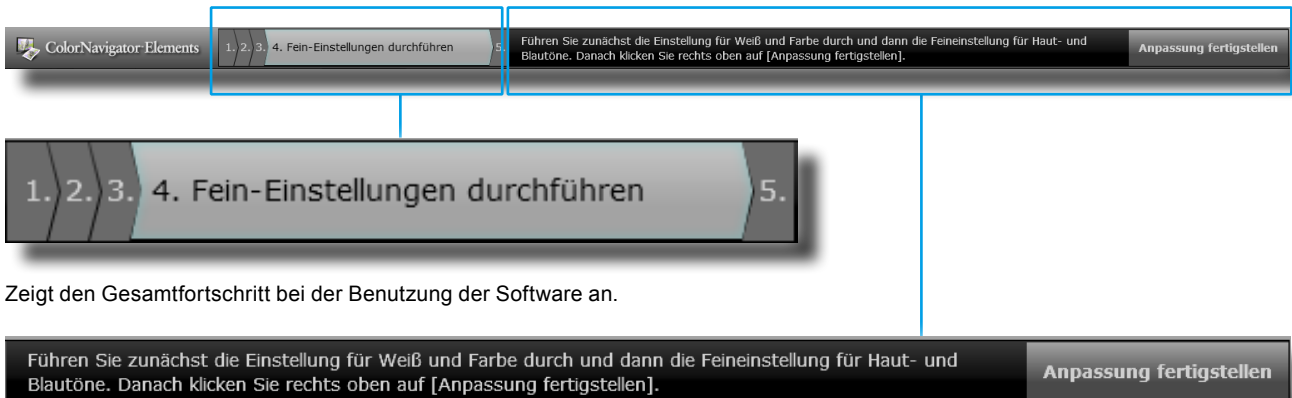 ColorNavigator Elements 1. 2. 3. 4. Fein-Einstellungen durchführen 5. Führen Sie zunächst die Einstellung für Weiß und Farbe durch und dann die Feineinstellung für Haut- und
Blautöne. Danach klicken Sie rechts oben auf [Anpassung fertigstellen]. Anpassung fertigstellen
1. 2. 3. 4. Fein-Einstellungen durchführen 5.
Zeigt den Gesamtfortschritt bei der Benutzung der Software an.
Führen Sie zunächst die Einstellung für Weiß und Farbe durch und dann die Feineinstellung für Haut- und
Blautöne. Danach klicken Sie rechts oben auf [Anpassung fertigstellen]. Anpassung fertigstellen